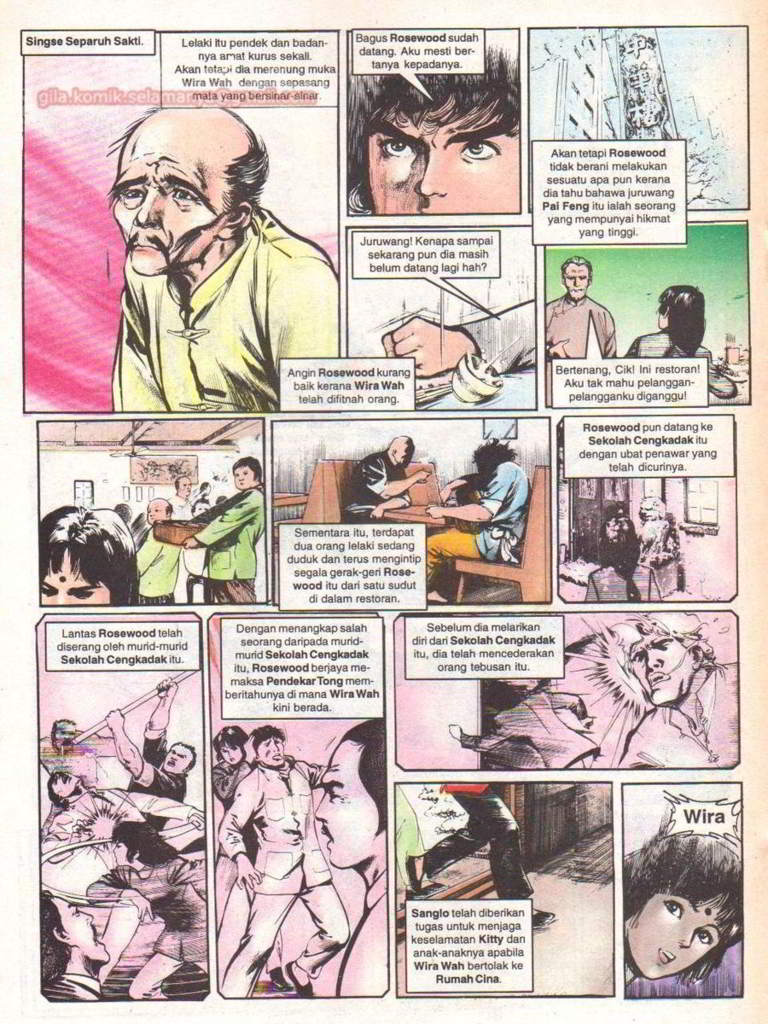 Singse Separuh Sakti.
Lelaki itu pendek dan badan-
nya amat kurus sekali.
Akan tetapi dia merenung muka
Wira Wah dengan sepasang
mata yang bersinar-sinar.
Bagus Rosewood sudah
datang. Aku mesti ber-
tanya kepadanya.
中華樓
Akan tetapi Rosewood
tidak berani melakukan
sesuatu apa pun kerana
dia tahu bahawa juruwang
Pai Feng itu ialah seorang
yang mempunyai hikmat
yang tinggi.
Juruwang! Kenapa sampai
sekarang pun dia masih
belum datang lagi hah?
Angin Rosewood kurang
baik kerana Wira Wah
telah difitnah orang.
Bertenang, Cik! Ini restoran!
Aku tak mahu pelanggan-
pelangganku diganggu!
Sementara itu, terdapat
dua orang lelaki sedang
duduk dan terus mengintip
segala gerak-geri Rose-
wood itu dari satu sudut
di dalam restoran.
Rosewood pun datang ke
Sekolah Cengkadak itu
dengan ubat penawar yang
telah dicurinya.
Lantas Rosewood telah
diserang oleh murid-murid
Sekolah Cengkadak itu.
Dengan menangkap salah
seorang daripada murid-
murid Sekolah Cengkadak
itu, Rosewood berjaya me-
maksa Pendekar Tong mem-
beritahunya di mana Wira Wah
kini berada.
Sebelum dia melarikan
diri dari Sekolah Cengkadak
itu, dia telah mencederakan
orang tebusan itu.
Sanglo telah diberikan
tugas untuk menjaga
keselamatan Kitty dan
anak-anaknya apabila
Wira Wah bertolak ke
Rumah Cina.
Wira